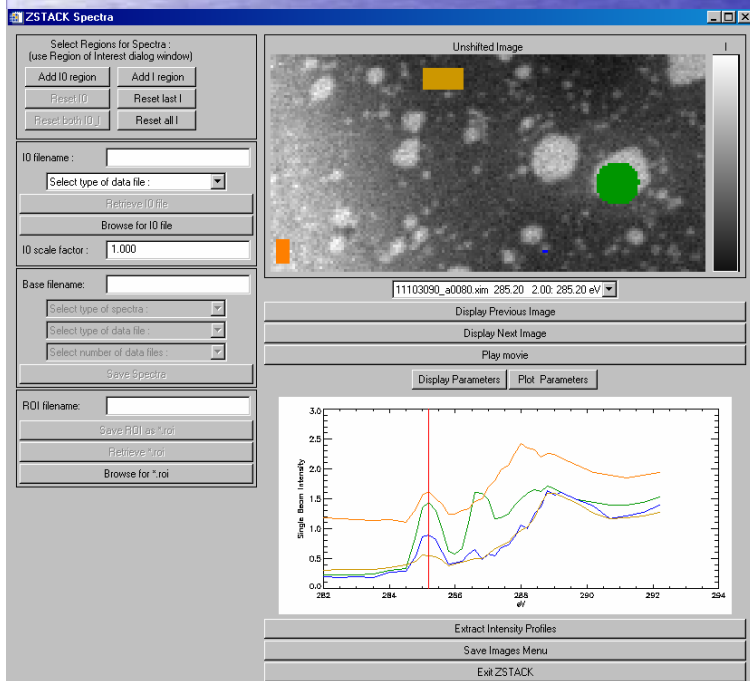 ZSTACK Spectra
Select Regions for Spectra :
(use Region of Interest dialog window)
Add I0 region
Add I region
Reset I0
Reset last I
Reset both I0_I
Reset all I
I0 filename :
Select type of data file :
Retrieve I0 file
Browse for I0 file
I0 scale factor :
1.000
Base filename:
Select type of spectra :
Select type of data file :
Select number of data files :
Save Spectra
ROI filename:
Save ROI as *.roi
Retrieve *.roi
Browse for *.roi
Unshifted Image
I
11103090_a0080.xim 285.20 2.00: 285.20 eV
Display Previous Image
Display Next Image
Play movie
Display Parameters
Plot Parameters
Single Beam Intensity
3.0
2.5
2.0
1.5
1.0
0.5
0.0
282 284 286 288 290 292 294
eV
Extract Intensity Profiles
Save Images Menu
Exit ZSTACK